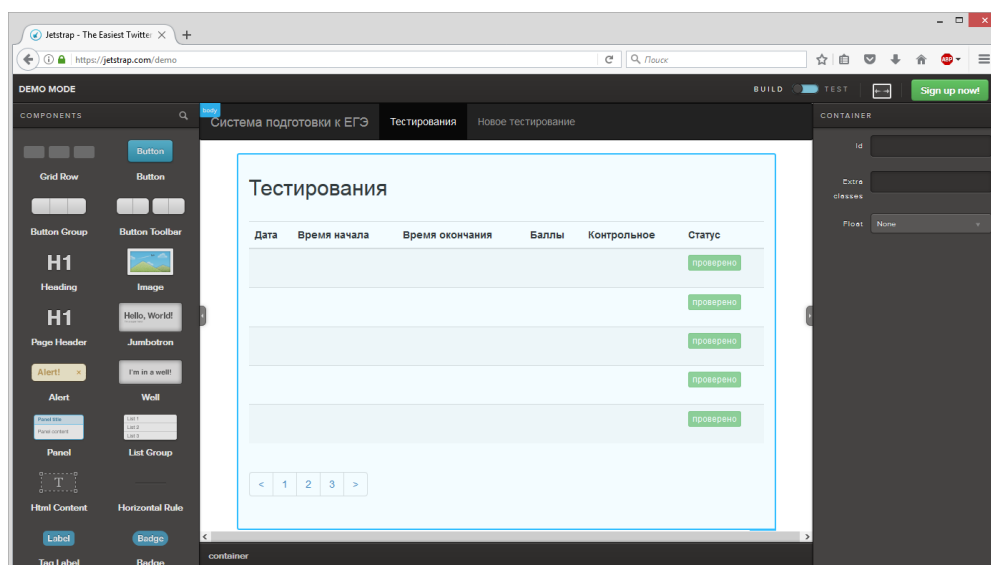 Jetstrap - The Easiest Twitter
https://jetstrap.com/demo
Поиск
ABP
DEMO MODE
BUILD
TEST
Sign up now!
COMPONENTS
body
Система подготовки к ЕГЭ
Тестирования
Новое тестирование
CONTAINER
Id
Extra classes
Float
None
Grid Row
Button
Button
Button Group
Button Toolbar
H1
Heading
Image
H1
Page Header
Hello, World!
Jumbotron
Alert!
Alert
I'm in a well!
Well
Panel title
Panel content
Panel
List 1
List 2
List 3
List Group
T
Html Content
Horizontal Rule
Label
Tag Label
Badge
Badge
Тестирования
Дата Время начала Время окончания Баллы Контрольное Статус
проверено
проверено
проверено
проверено
проверено
< 1 2 3 >
container